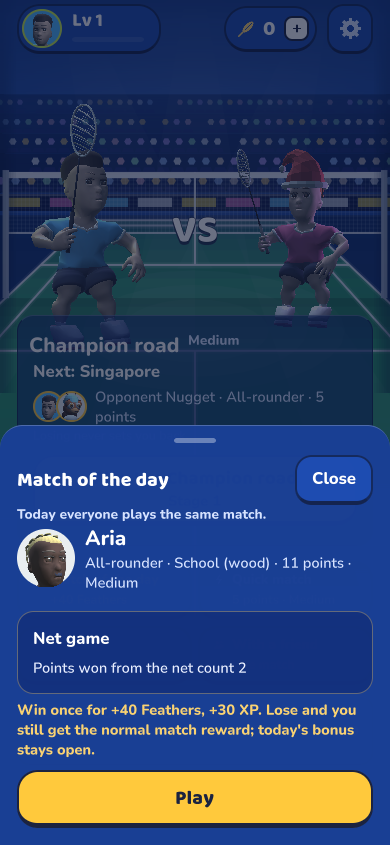 Lv 1
0
+
VS
Champion road Medium
Next: Singapore
Opponent Nugget · All-rounder · 5
points
Match of the day
Close
Today everyone plays the same match.
Aria
All-rounder · School (wood) · 11 points ·
Medium
Net game
Points won from the net count 2
Win once for +40 Feathers, +30 XP. Lose and you
still get the normal match reward; today's bonus
stays open.
Play